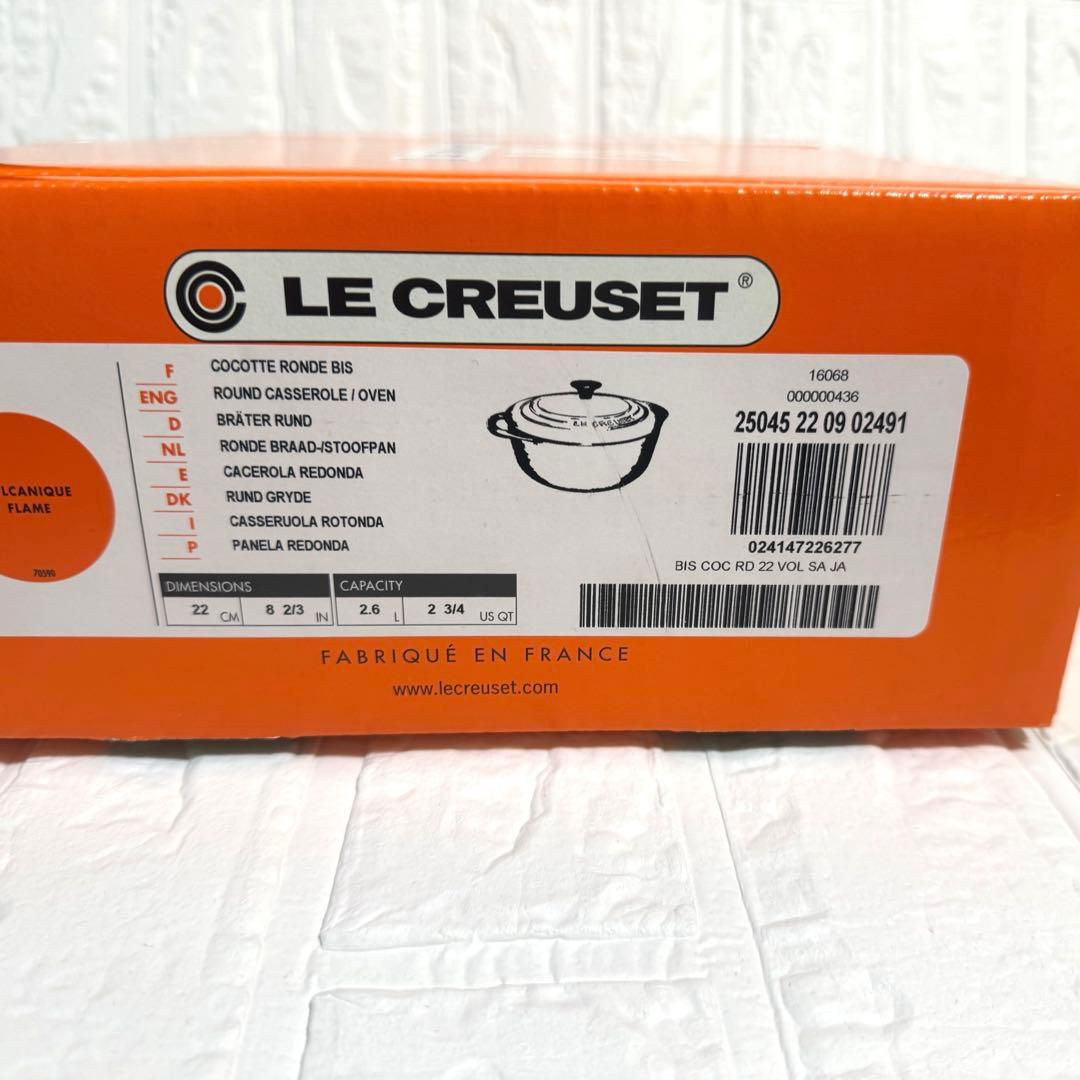 LE CREUSET®
LCANIQUE
FLAME
70590
F COCOTTE RONDE BIS
ENG ROUND CASSEROLE / OVEN
D BRÄTER RUND
NL RONDE BRAAD-/STOOFPAN
E CACEROLA REDONDA
DK RUND GRYDE
I CASSERUOLA ROTONDA
P PANELA REDONDA
DIMENSIONS CAPACITY
22 CM 8 2/3 IN 2.6 L 2 3/4 US QT
LE CREUSET
16068
000000436
25045 22 09 02491
024147226277
BIS COC RD 22 VOL SA JA
FABRIQUÉ EN FRANCE
www.lecreuset.com